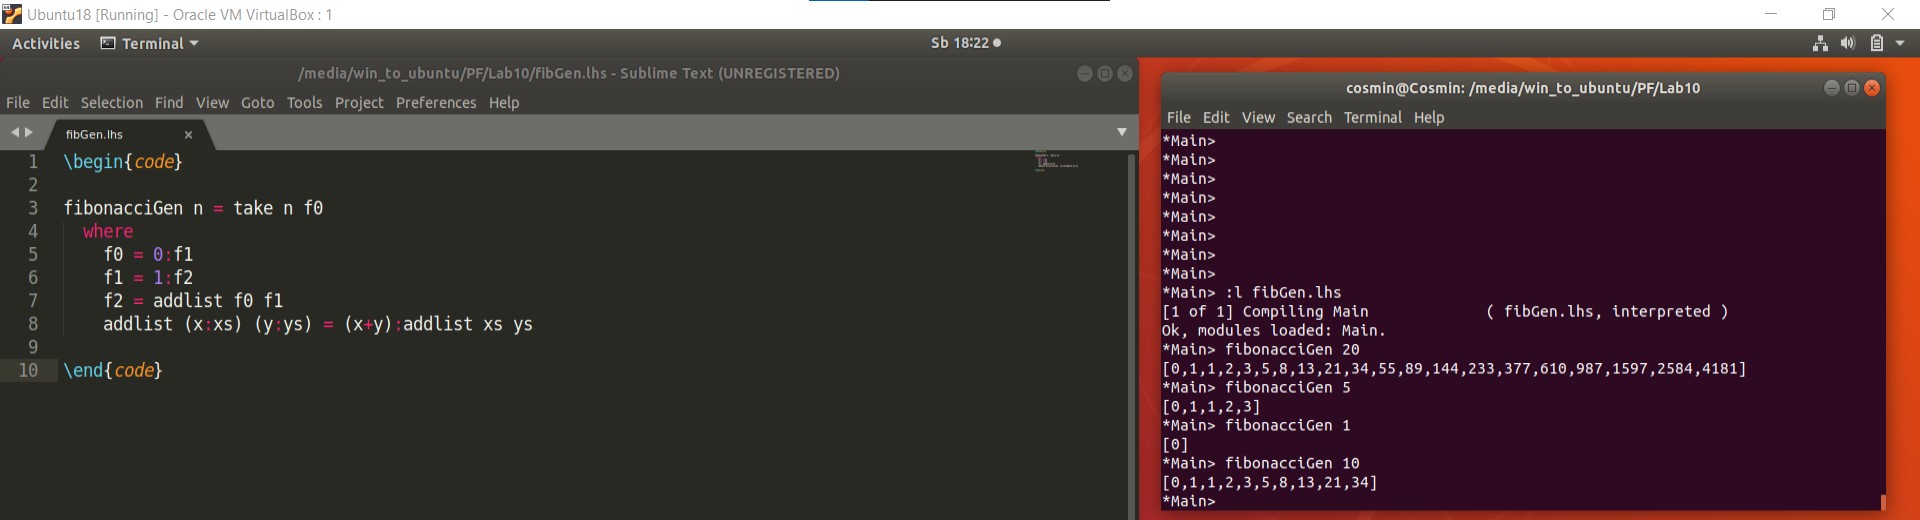 Ubuntu18 [Running] - Oracle VM VirtualBox : 1
Activities Terminal Sb 18:22
/media/win_to_ubuntu/PF/Lab10/fibGen.lhs - Sublime Text (UNREGISTERED)
File Edit Selection Find View Goto Tools Project Preferences Help
fibGen.lhs
1 \begin{code}
2
3 fibonacciGen n = take n f0
4 where
5 f0 = 0:f1
6 f1 = 1:f2
7 f2 = addlist f0 f1
8 addlist (x:xs) (y:ys) = (x+y):addlist xs ys
9
10 \end{code}
cosmin@Cosmin: /media/win_to_ubuntu/PF/Lab10
File Edit View Search Terminal Help
*Main>
*Main>
*Main>
*Main>
*Main>
*Main>
*Main>
*Main>
*Main> :l fibGen.lhs
[1 of 1] Compiling Main ( fibGen.lhs, interpreted )
Ok, modules loaded: Main.
*Main> fibonacciGen 20
[0,1,1,2,3,5,8,13,21,34,55,89,144,233,377,610,987,1597,2584,4181]
*Main> fibonacciGen 5
[0,1,1,2,3]
*Main> fibonacciGen 1
[0]
*Main> fibonacciGen 10
[0,1,1,2,3,5,8,13,21,34]
*Main>